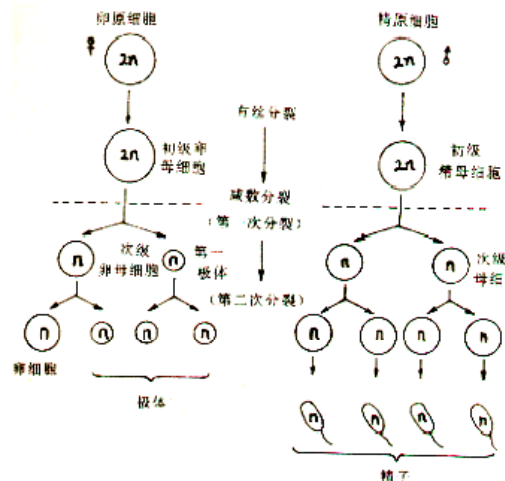 卵原细胞
精原细胞
♀
2n
2n
♂
有丝分裂
2n
初级卵
母细胞
2n
初级
精母细胞
减数分裂
(第一次分裂)
n
次级
卵母细胞
n
第一
极体
n
n
次级
母细
(第二次分裂)
n
n
n
n
n
n
n
n
卵细胞
极体
n
n
n
n
精子